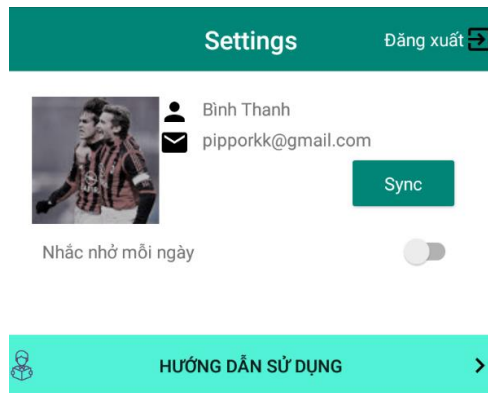 Settings
Đăng xuất
Bình Thanh
pipporkk@gmail.com
Sync
Nhắc nhở mỗi ngày
HƯỚNG DẪN SỬ DỤNG